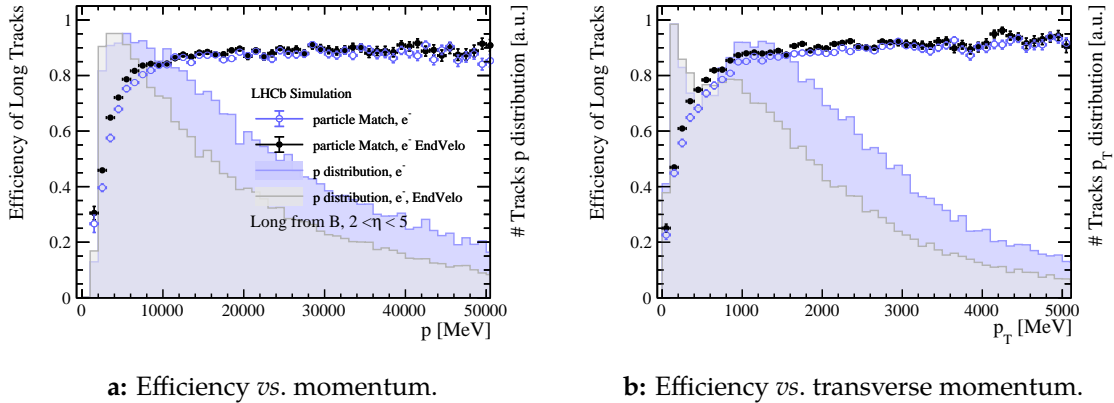 Efficiency of Long Tracks
1
0.8
0.6
0.4
0.2
0
LHCb Simulation
particle Match, e⁻
particle Match, e⁻ EndVelo
p distribution, e⁻
p distribution, e⁻, EndVelo
Long from B, 2 <η< 5
0 10000 20000 30000 40000 50000
p [MeV]
# Tracks p distribution [a.u.]
a: Efficiency vs. momentum.
Efficiency of Long Tracks
1
0.8
0.6
0.4
0.2
0
0 1000 2000 3000 4000 5000
p_T [MeV]
# Tracks p_T distribution [a.u.]
b: Efficiency vs. transverse momentum.